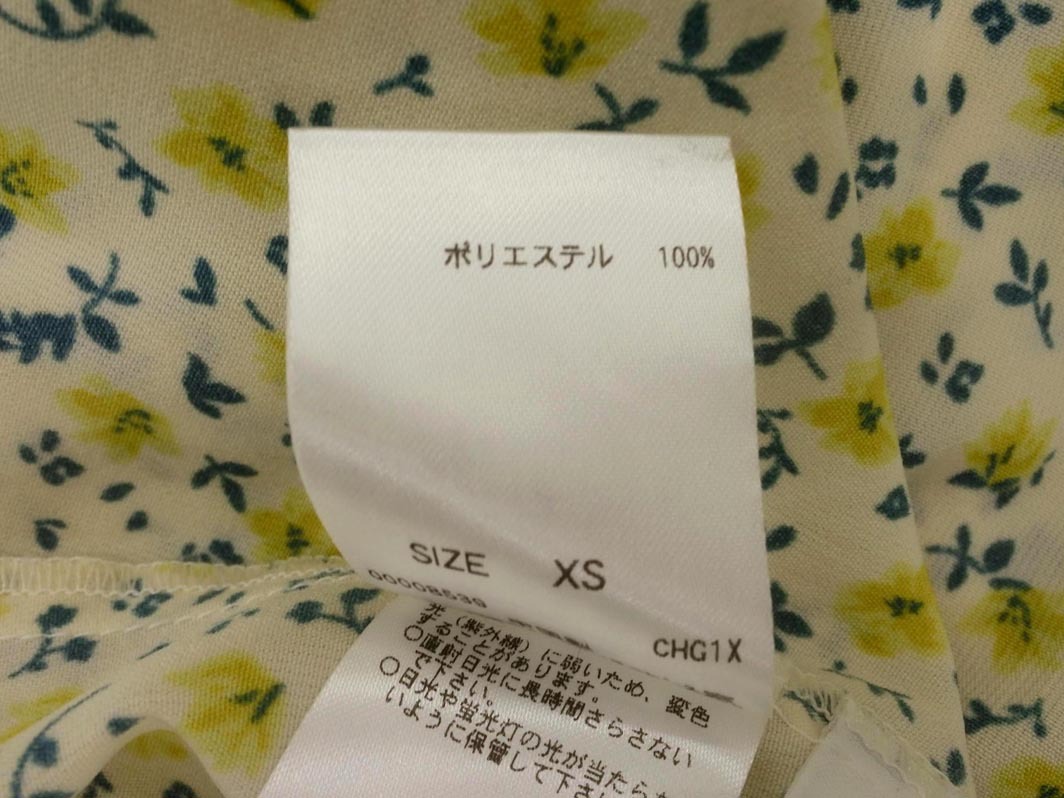 ポリエステル 100%
SIZE XS
CHG1X
光（紫外線）に弱いため、変色
することがあります。
○直射日光に長時間さらさない
で下さい。
○日光や蛍光灯の光が当たらな
いように保管して下さい